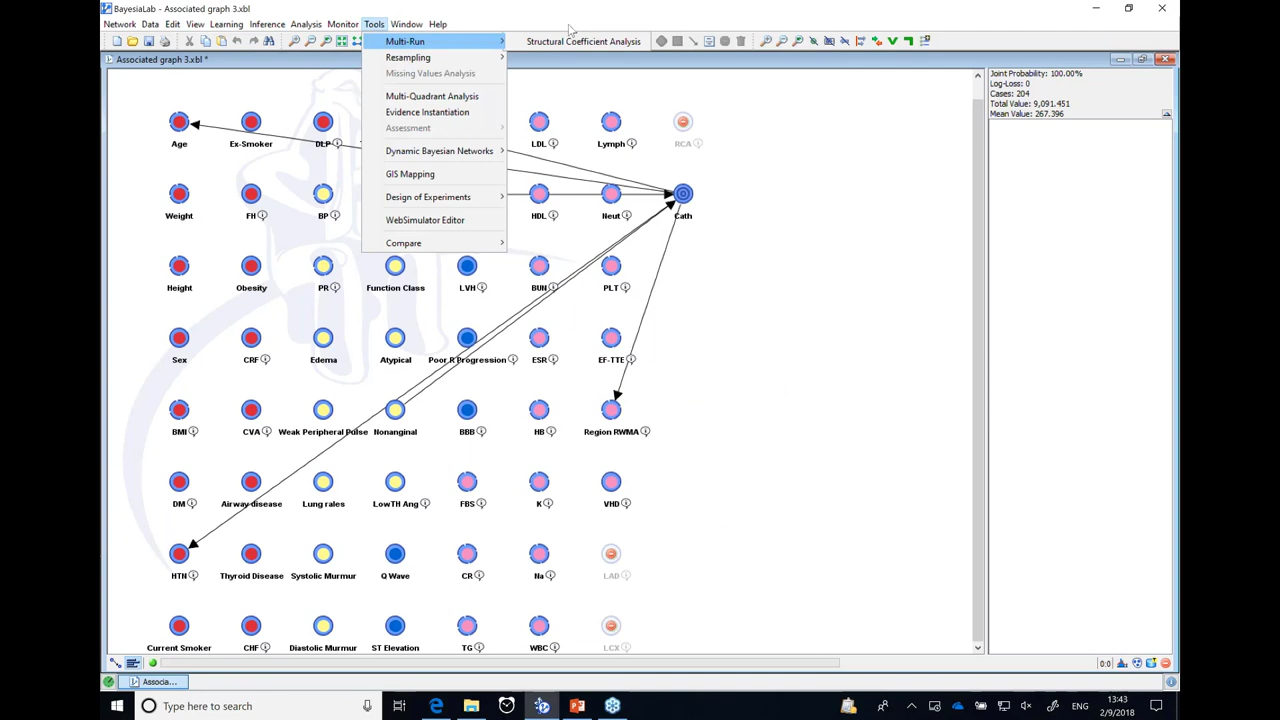 BayesiaLab - Associated graph 3.xbl
Network Data Edit View Learning Inference Analysis Monitor Tools Window Help
Multi-Run
Structural Coefficient Analysis
Resampling
Missing Values Analysis
Multi-Quadrant Analysis
Evidence Instantiation
Assessment
Dynamic Bayesian Networks
GIS Mapping
Design of Experiments
WebSimulator Editor
Compare
Associated graph 3.xbl *
Joint Probability: 100.00%
Log-Loss: 0
Cases: 204
Total Value: 9,091.451
Mean Value: 267.396
Age Ex-Smoker DLP LDL Lymph RCA
Weight FH BP HDL Neut Cath
Height Obesity PR Function Class LVH BUN PLT
Sex CRF Edema Atypical Poor R Progression ESR EF-TTE
BMI CVA Weak Peripheral Pulse Nonanginal BBB HB Region RWMA
DM Airway disease Lung rales LowTH Ang FBS K VHD
HTN Thyroid Disease Systolic Murmur Q Wave CR Na LAD
Current Smoker CHF Diastolic Murmur ST Elevation TG WBC LCX
0:0
Associa...
Type here to search
ENG
13:43
2/9/2018